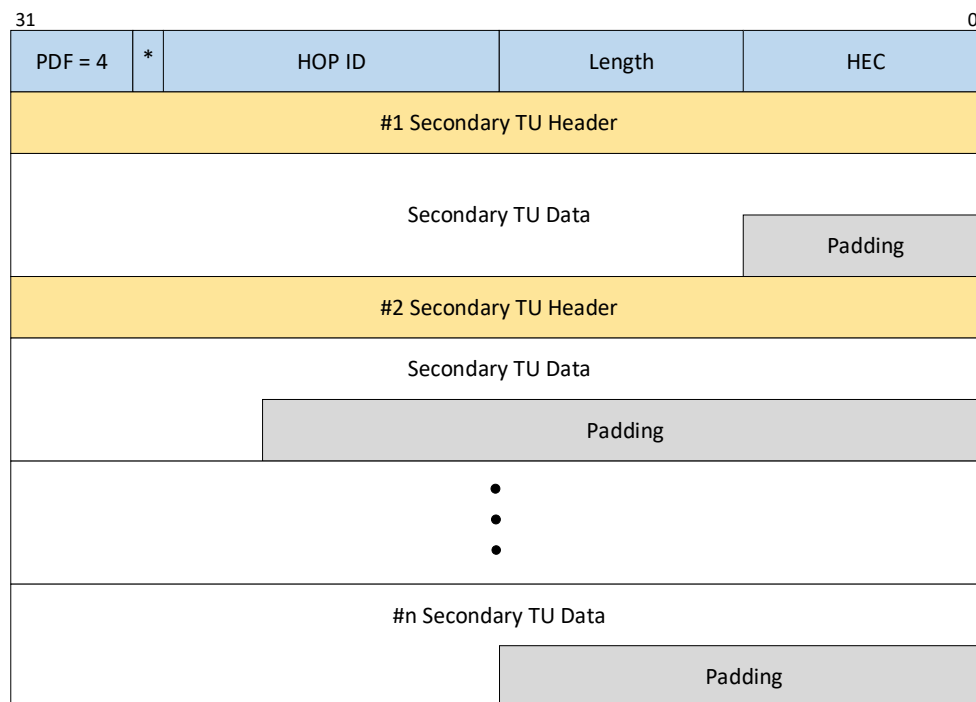 31 0
PDF = 4 * HOP ID Length HEC
#1 Secondary TU Header
Secondary TU Data
Padding
#2 Secondary TU Header
Secondary TU Data
Padding
#n Secondary TU Data
Padding